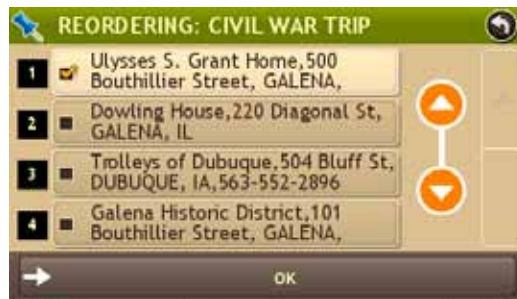 REORDERING: CIVIL WAR TRIP
1 Ulysses S. Grant Home,500
Bouthillier Street, GALENA,
2 Dowling House,220 Diagonal St,
GALENA, IL
3 Trolleys of Dubuque,504 Bluff St,
DUBUQUE, IA,563-552-2896
4 Galena Historic District,101
Bouthillier Street, GALENA,
OK